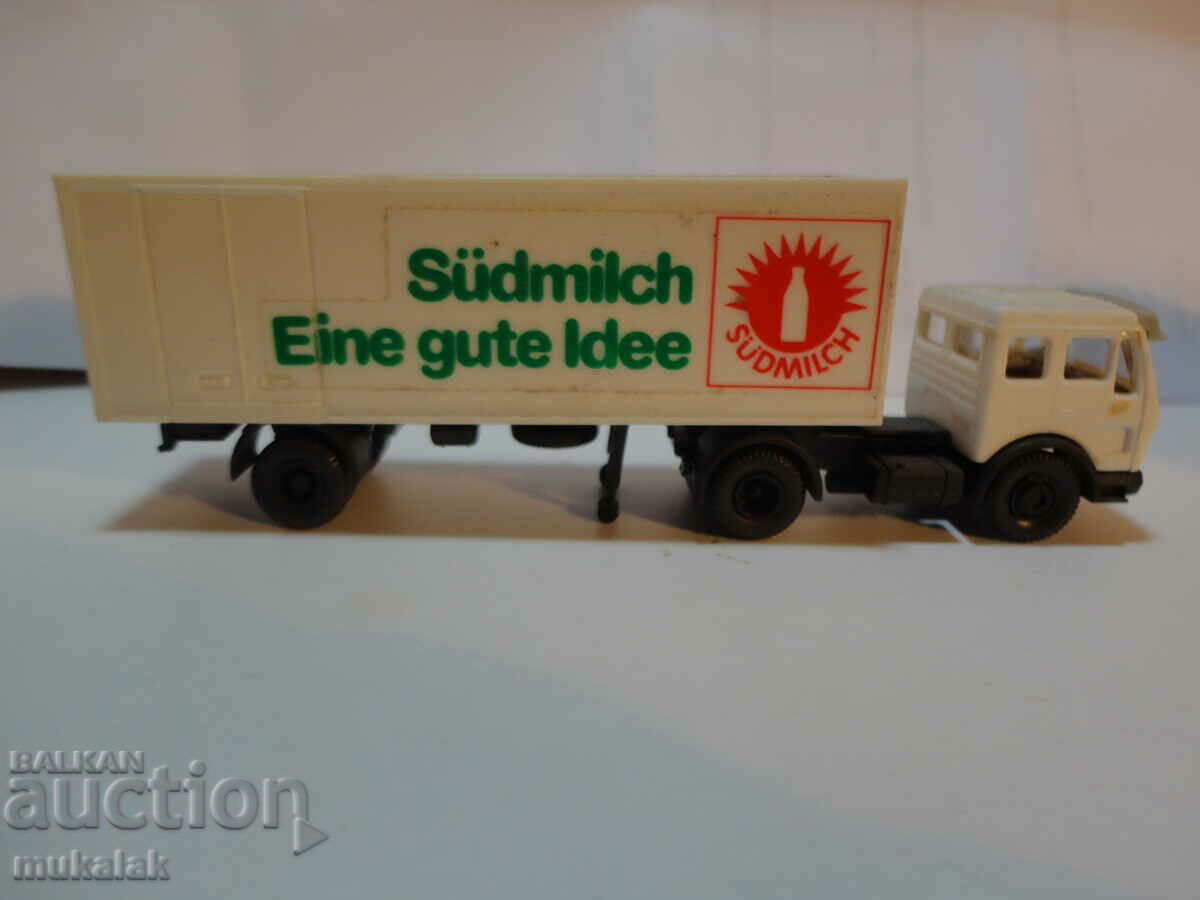 Südmilch
Eine gute Idee
SÜDMILCH
BALKAN
auction
mukalak